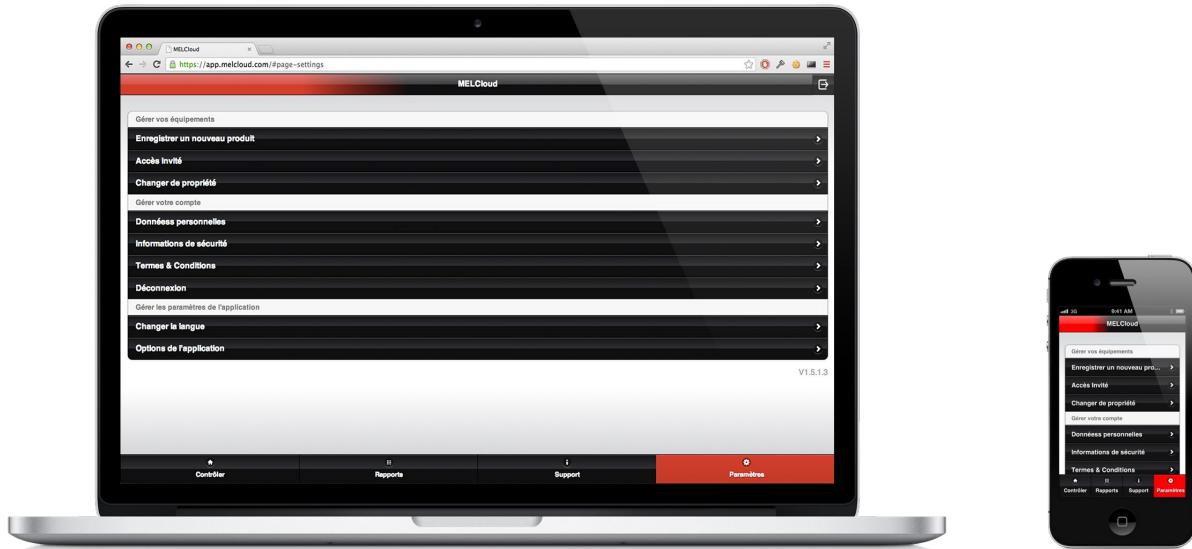 MELCloud
https://app.melcloud.com/#page-settings
MELCloud
Gérer vos équipements
Enregistrer un nouveau produit
Accès Invité
Changer de propriété
Gérer votre compte
Donnéess personnelles
Informations de sécurité
Termes & Conditions
Déconnexion
Gérer les paramètres de l'application
Changer la langue
Options de l'application
V1.5.1.3
Contrôler Rapports Support Paramètres
3G 9:41 AM
MELCloud
Gérer vos équipements
Enregistrer un nouveau pro...
Accès Invité
Changer de propriété
Gérer votre compte
Donnéess personnelles
Informations de sécurité
Termes & Conditions
Contrôler Rapports Support Paramètres